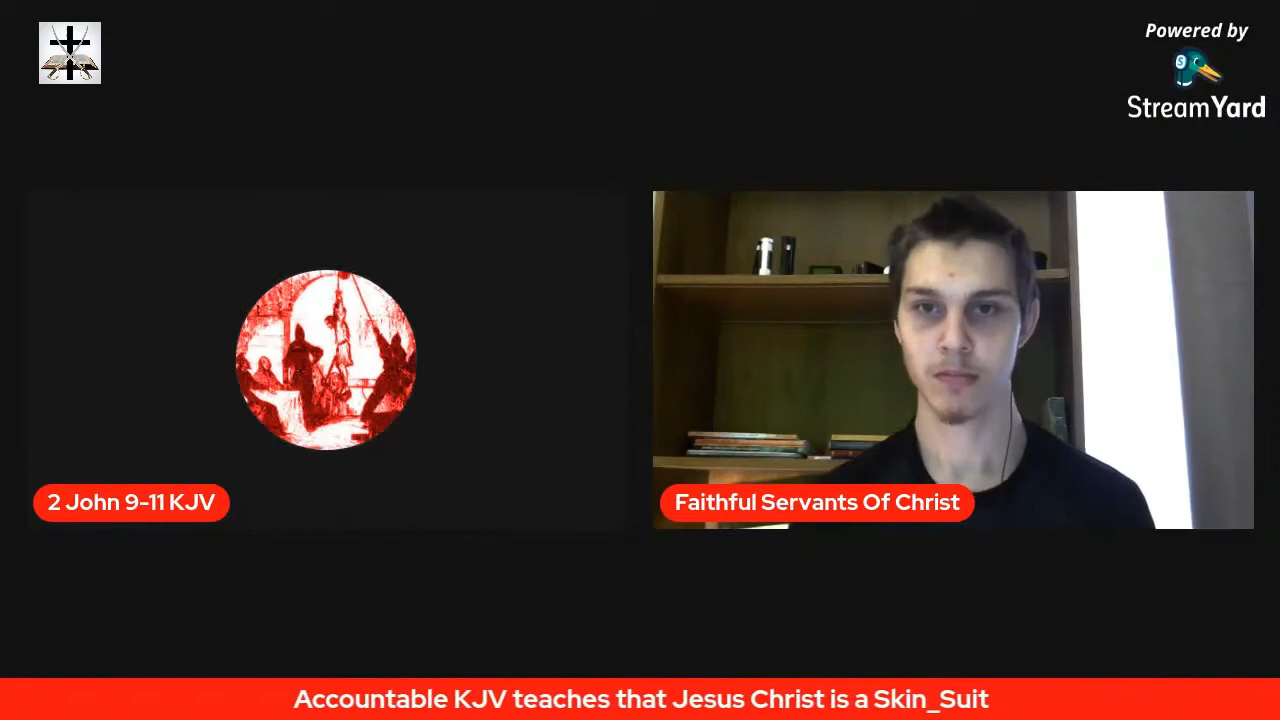 Powered by
S
StreamYard
2 John 9-11 KJV
Faithful Servants Of Christ
Accountable KJV teaches that Jesus Christ is a Skin_Suit